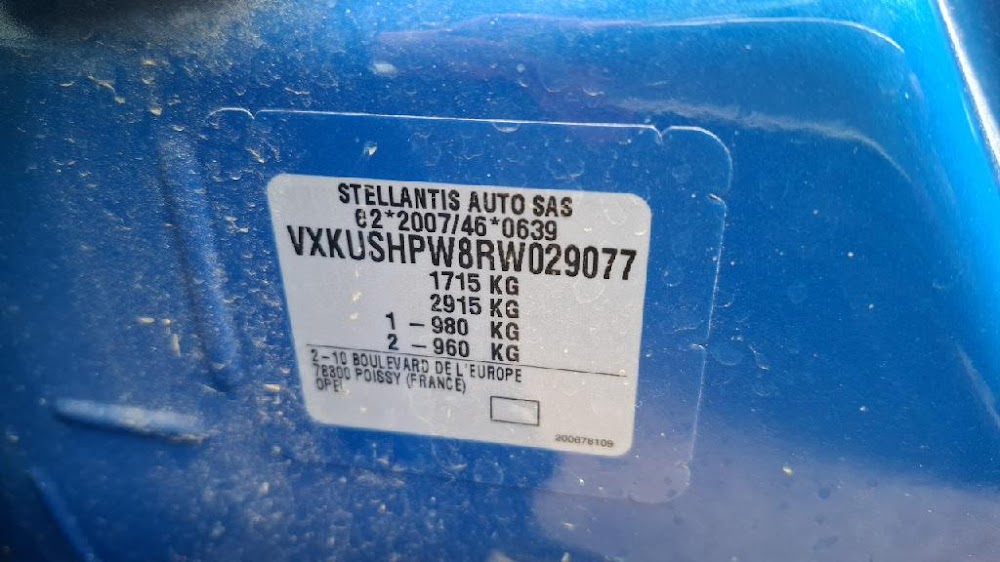 STELLANTIS AUTO SAS
e2*2007/46*0639
VXKUSHPW8RW029077
1715 KG
2915 KG
1 - 980 KG
2 - 960 KG
2-10 BOULEVARD DE L'EUROPE
78300 POISSY (FRANCE)
OPEL
200678109